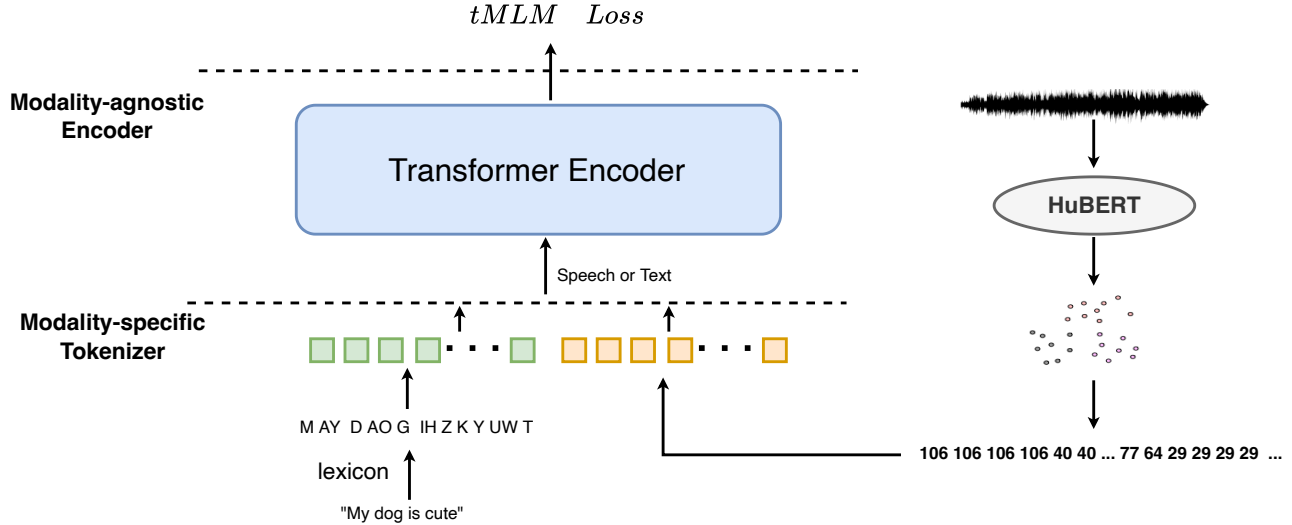 tMLM Loss
Modality-agnostic
Encoder
Transformer Encoder
HuBERT
Speech or Text
Modality-specific
Tokenizer
M AY D AO G IH Z K Y UW T
106 106 106 106 40 40 ... 77 64 29 29 29 29 ...
lexicon
"My dog is cute"